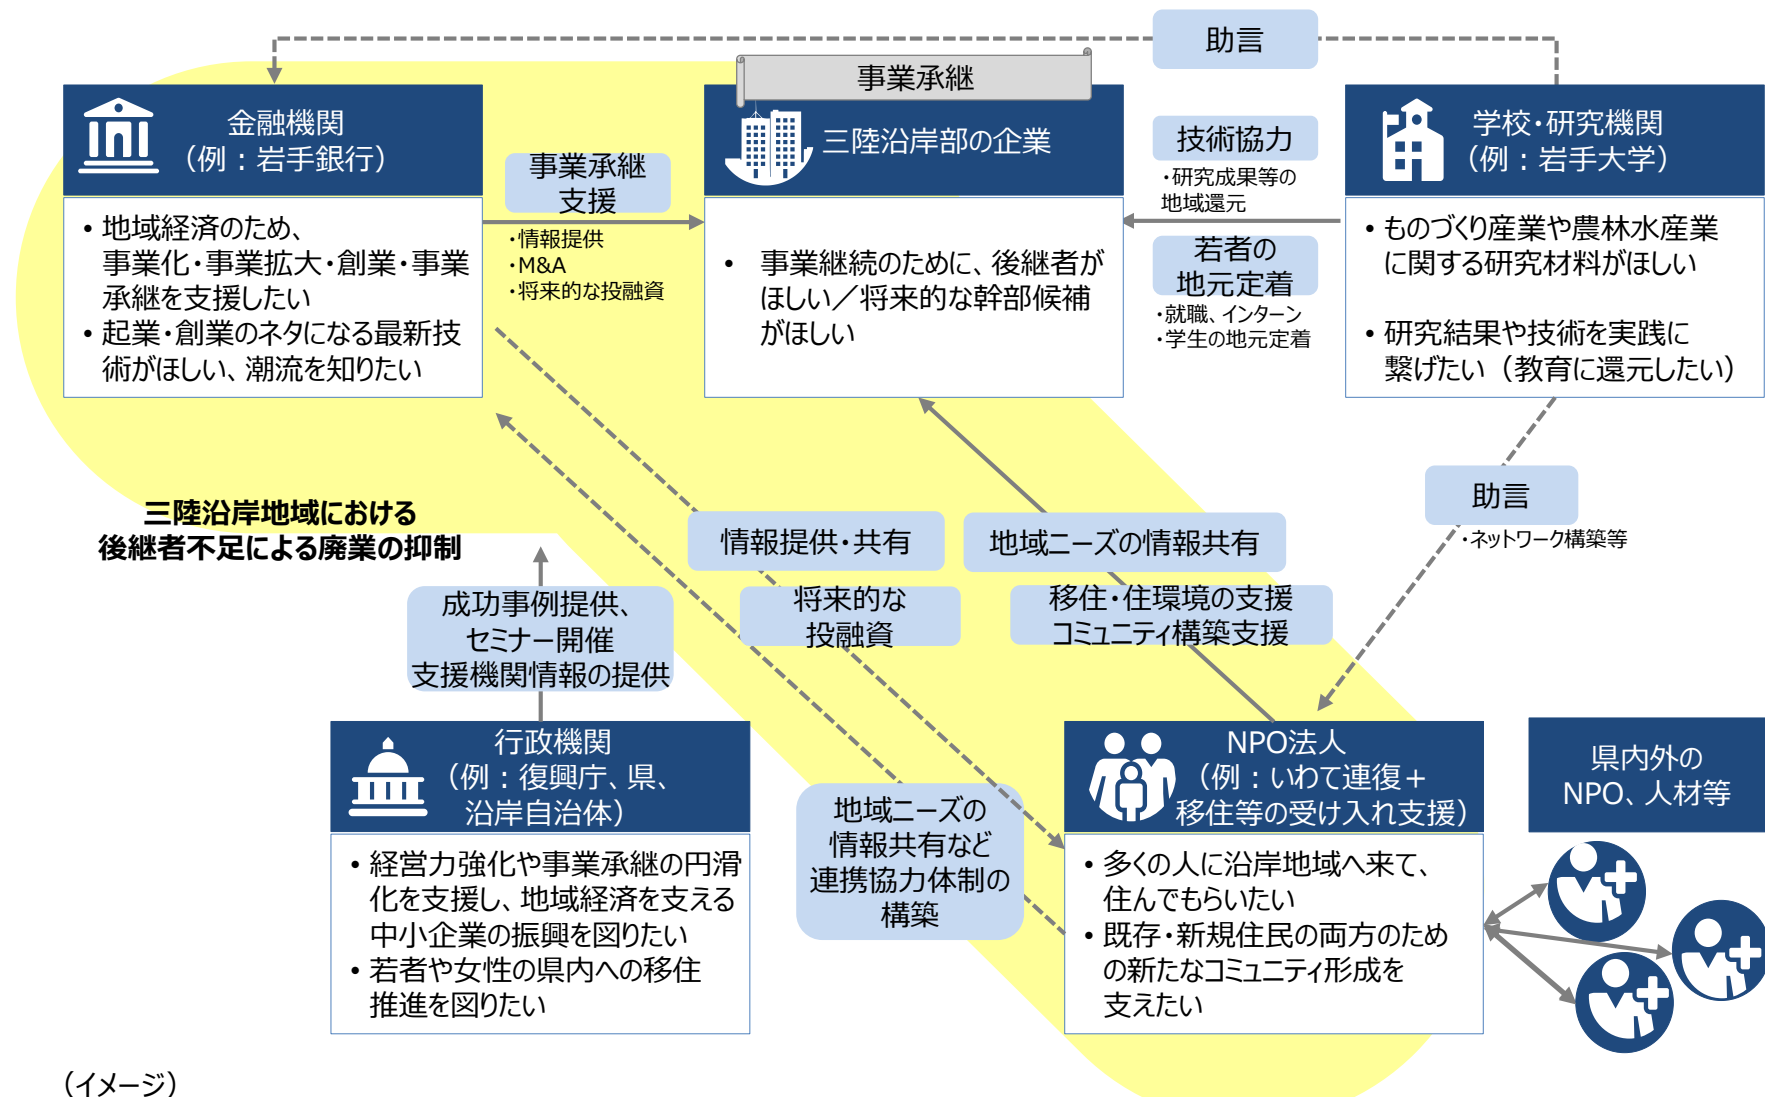 助言
事業承継
金融機関
（例：岩手銀行）
・地域経済のため、
事業化・事業拡大・創業・事業
承継を支援したい
・起業・創業のネタになる最新技
術がほしい、潮流を知りたい
事業承継
支援
・情報提供
・M&A
・将来的な投融資
三陸沿岸部の企業
・事業継続のために、後継者が
ほしい／将来的な幹部候補
がほしい
技術協力
・研究成果等の
地域還元
若者の
地元定着
・就職、インターン
・学生の地元定着
学校・研究機関
（例：岩手大学）
・ものづくり産業や農林水産業
に関する研究材料がほしい
・研究結果や技術を実践に
繋げたい（教育に還元したい）
助言
・ネットワーク構築等
三陸沿岸地域における
後継者不足による廃業の抑制
情報提供・共有
地域ニーズの情報共有
将来的な
投融資
移住・住環境の支援
コミュニティ構築支援
成功事例提供、
セミナー開催
支援機関情報の提供
行政機関
（例：復興庁、県、
沿岸自治体）
・経営力強化や事業承継の円滑
化を支援し、地域経済を支える
中小企業の振興を図りたい
・若者や女性の県内への移住
推進を図りたい
地域ニーズの
情報共有など
連携協力体制の
構築
NPO法人
（例：いわて連復＋
移住等の受け入れ支援）
・多くの人に沿岸地域へ来て、
住んでもらいたい
・既存・新規住民の両方のため
の新たなコミュニティ形成を
支えたい
県内外の
NPO、人材等
（イメージ）